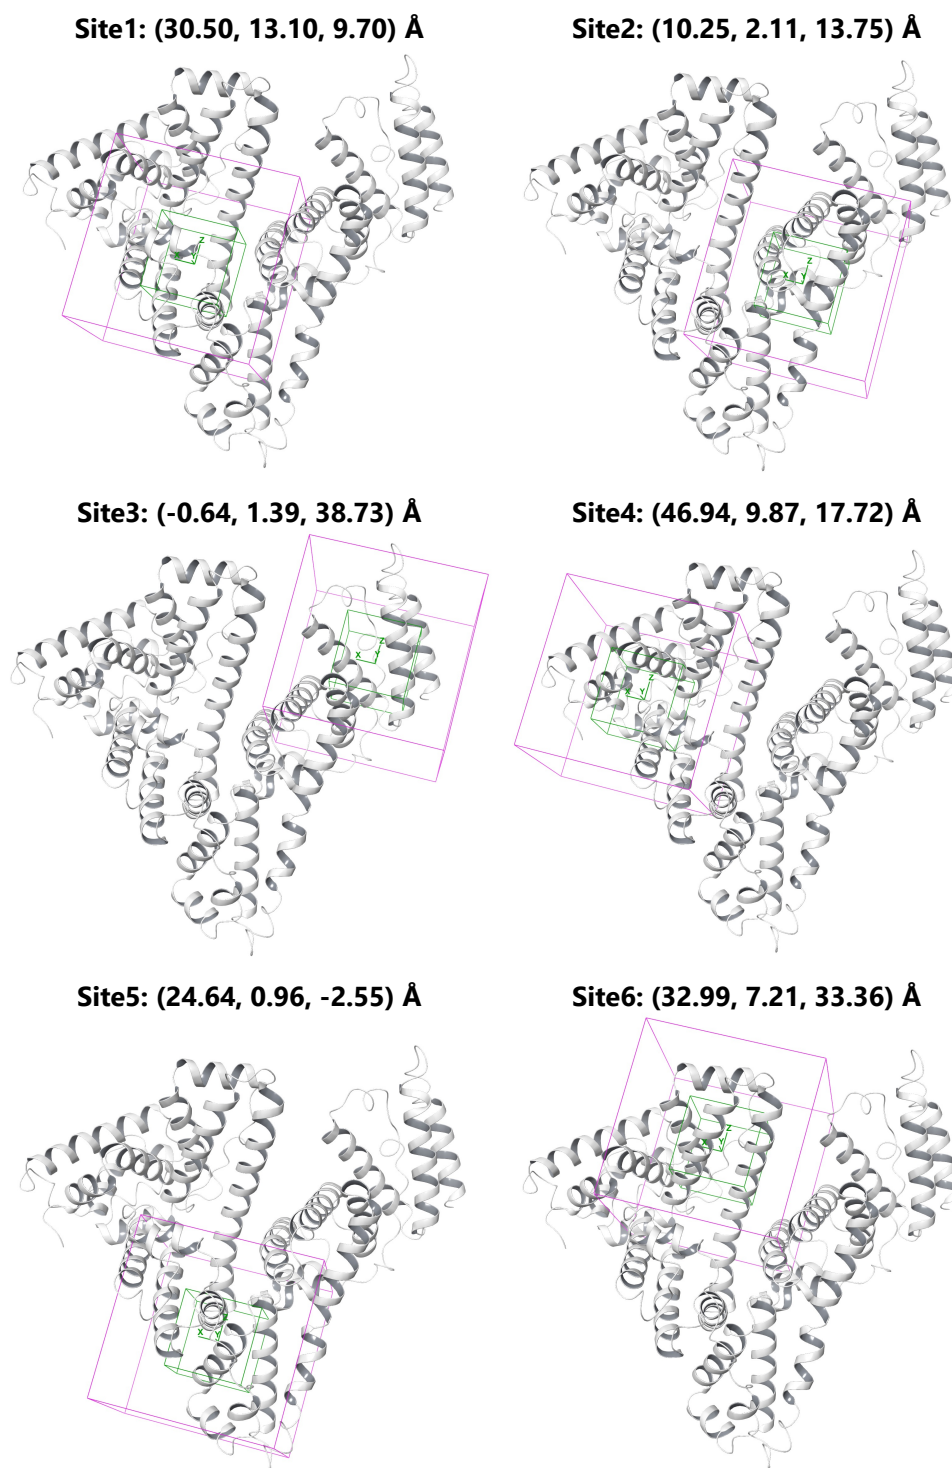 Site1: (30.50, 13.10, 9.70) Å
Site2: (10.25, 2.11, 13.75) Å
Z
Y
X
Y
Z
Site3: (-0.64, 1.39, 38.73) Å
Site4: (46.94, 9.87, 17.72) Å
X
Y
Z
X
Y
Z
Site5: (24.64, 0.96, -2.55) Å
Site6: (32.99, 7.21, 33.36) Å
X
Y
Z
X
Y
Z